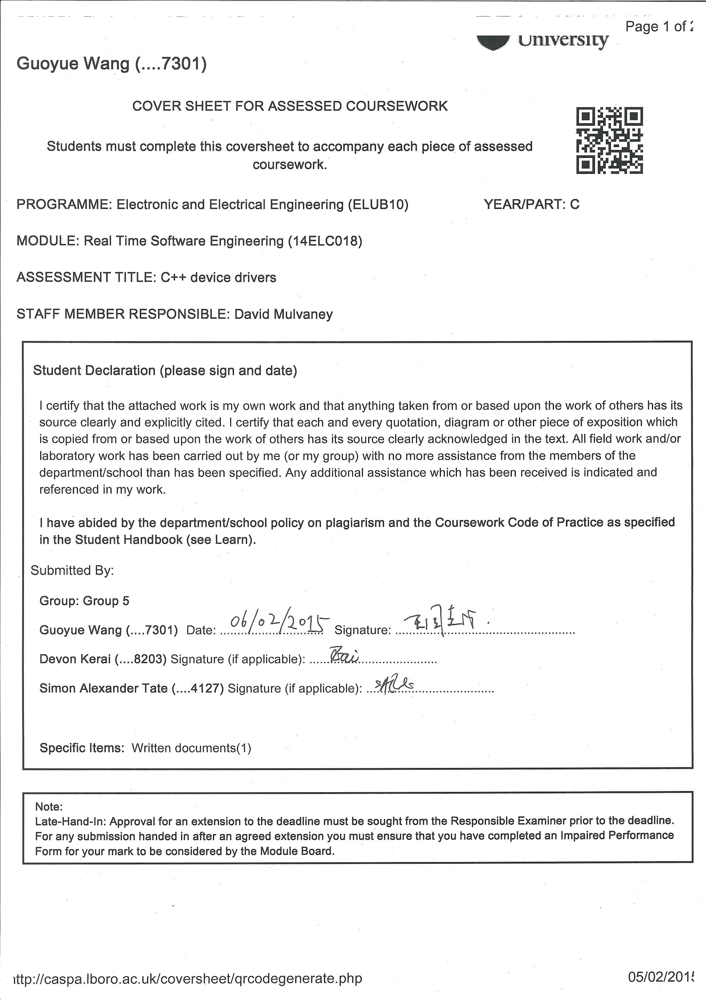 Page 1 of
University
Guoyue Wang (....7301)
COVER SHEET FOR ASSESSED COURSEWORK
Students must complete this coversheet to accompany each piece of assessed
coursework.
PROGRAMME: Electronic and Electrical Engineering (ELUB10) YEAR/PART: C
MODULE: Real Time Software Engineering (14ELC018)
ASSESSMENT TITLE: C++ device drivers
STAFF MEMBER RESPONSIBLE: David Mulvaney
Student Declaration (please sign and date)
I certify that the attached work is my own work and that anything taken from or based upon the work of others has its
source clearly and explicitly cited. I certify that each and every quotation, diagram or other piece of exposition which
is copied from or based upon the work of others has its source clearly acknowledged in the text. All field work and/or
laboratory work has been carried out by me (or my group) with no more assistance from the members of the
department/school than has been specified. Any additional assistance which has been received is indicated and
referenced in my work.
I have abided by the department/school policy on plagiarism and the Coursework Code of Practice as specified
in the Student Handbook (see Learn).
Submitted By:
Group: Group 5
Guoyue Wang (....7301) Date: 06/02/2015 Signature:
Devon Kerai (....8203) Signature (if applicable):
Simon Alexander Tate (....4127) Signature (if applicable):
Specific Items: Written documents(1)
Note:
Late-Hand-In: Approval for an extension to the deadline must be sought from the Responsible Examiner prior to the deadline.
For any submission handed in after an agreed extension you must ensure that you have completed an Impaired Performance
Form for your mark to be considered by the Module Board.
ttp://caspa.lboro.ac.uk/coversheet/qrcodegenerate.php 05/02/201